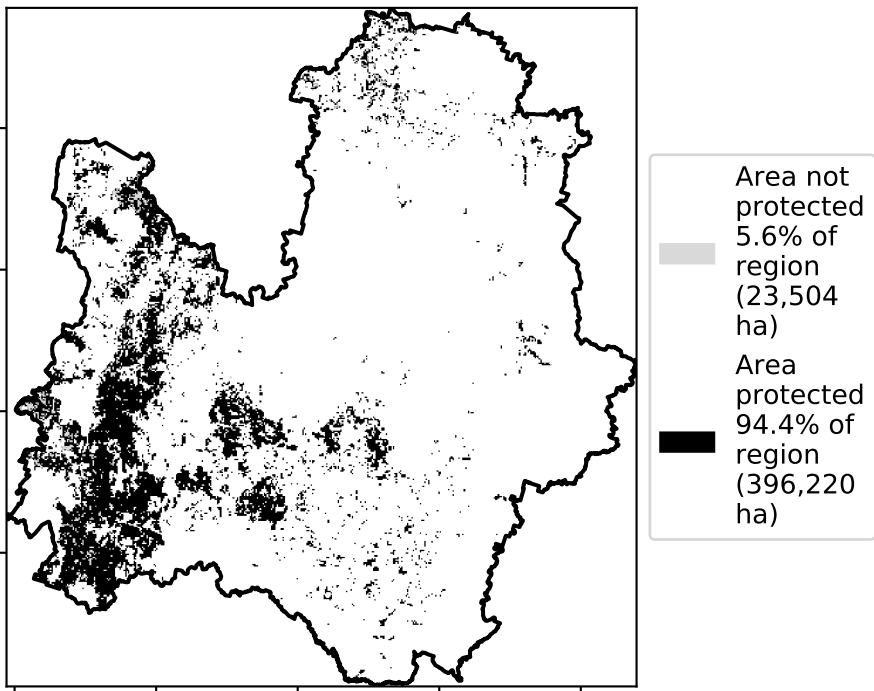 Area not
protected
5.6% of
region
(23,504
ha)
Area
protected
94.4% of
region
(396,220
ha)